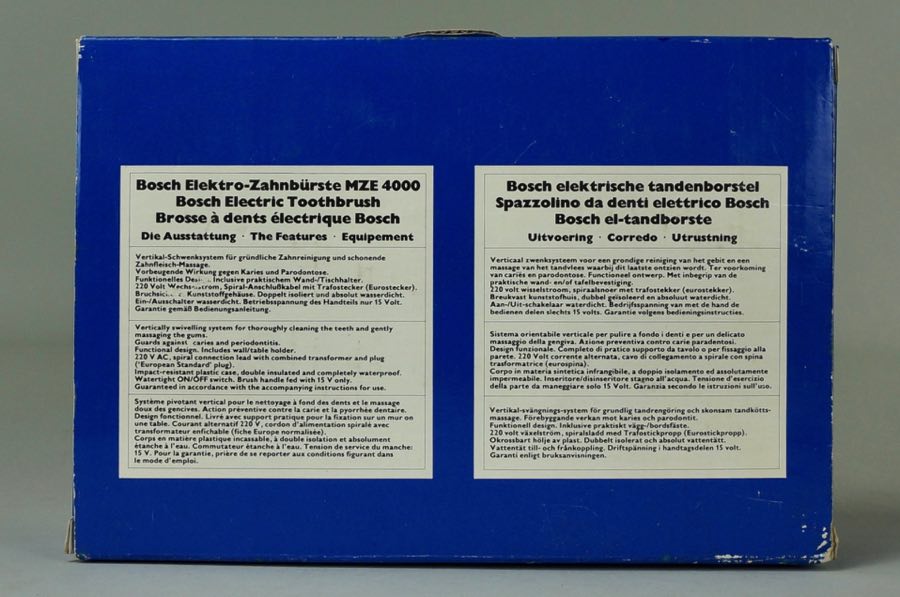 Bosch Elektro-Zahnbürste MZE 4000
Bosch Electric Toothbrush
Brosse à dents électrique Bosch
Die Ausstattung · The Features · Equipement
Vertikal-Schwenksystem für gründliche Zahnreinigung und schonende
Zahnfleisch-Massage.
Vorbeugende Wirkung gegen Karies und Parodontose.
Funktionelles Inclusive praktischem Wand-/Tischhalter.
220 Volt Spiral-Anschlußkabel mit Trafostecker (Eurostecker).
Kunststoffgehäuse. Doppelt isoliert und absolut wasserdicht.
Ein-/Ausschalter wasserdicht. Betriebsspannung des Handteils nur 15 Volt.
Garantie gemäß Bedienungsanleitung.
Vertically swivelling system for thoroughly cleaning the teeth and gently
massaging the gums.
Guards against caries and periodontitis.
Functional design. Includes wall/table holder.
220 V AC, spiral connection lead with combined transformer and plug
('European Standard' plug).
Impact-resistant plastic case, double insulated and completely waterproof.
Watertight ON/OFF switch. Brush handle fed with 15 V only.
Guaranteed in accordance with the accompanying instructions for use.
Système pivotant vertical pour le nettoyage à fond des dents et le massage
doux des gencives. Action préventive contre la carie et la pyorrhée dentaire.
Design fonctionnel. Livré avec support pratique pour la fixation sur un mur on
une table. Courant alternatif 220 V, cordon d'alimentation spiralé avec
transformateur enfichable (fiche Europe normalisée).
Corps en matière plastique incassable, à double isolation et absolument
étanche à l'eau. Commutateur étanche à l'eau. Tension de service du manche:
15 V. Pour la garantie, prière de se reporter aux conditions figurant dans
le mode d'emploi.
Bosch elektrische tandenborstel
Spazzolino da denti elettrico Bosch
Bosch el-tandborste
Uitvoering · Corredo · Utrustning
Verticaal zwenksysteem voor een grondige reiniging van het gebit en een
massage van het tandvlees waarbij dit laatste ontzien wordt. Ter voorkoming
van cariës en parodontose. Functioneel ontwerp. Met inbegrip van de
praktische wand- en/of tafelbevestiging.
220 volt wisselstroom, spiraalsnoer met trafostekker (eurostekker).
Breukvast kunststofhuis, dubbel geïsoleerd en absoluut waterdicht.
Aan-/Uit-schakelaar waterdicht. Bedrijfsspanning van met de hand te
bedienen delen slechts 15 volts. Garantie volgens bedieningsinstructies.
Sistema orientabile verticale per pulire a fondo i denti e per un delicato
massaggio della gengiva. Azione preventiva contro carie paradentosi.
Design funzionale. Completo di pratico supporto da tavolo o per fissaggio alla
parete. 220 Volt corrente alternata, cavo di collegamento a spirale con spina
trasformatrice (eurospina).
Corpo in materia sintetica infrangibile, a doppio isolamento ed assolutamente
impermeabile. Inseritore/disinseritore stagno all'acqua. Tensione d'esercizio
della parte da maneggiare solo 15 Volt. Garanzia secondo le istruzioni sull'uso.
Vertikal-svängnings-system för grundlig tandrengöring och skonsam tandkötts-
massage. Förebygande verkan mot karies och parodontit.
Funktionell design. Inklusive praktiskt vägg-/bordsfäste.
220 volt växelström, spiralslad med Trafostickpropp (Eurostickpropp).
Okrossbart hölje av plast. Dubbelt isolerat och absolut vattentätt.
Vattentät till- och frånkoppling. Driftspänning i handtagsdelen 15 volt.
Garanti enligt bruksanvisningen.